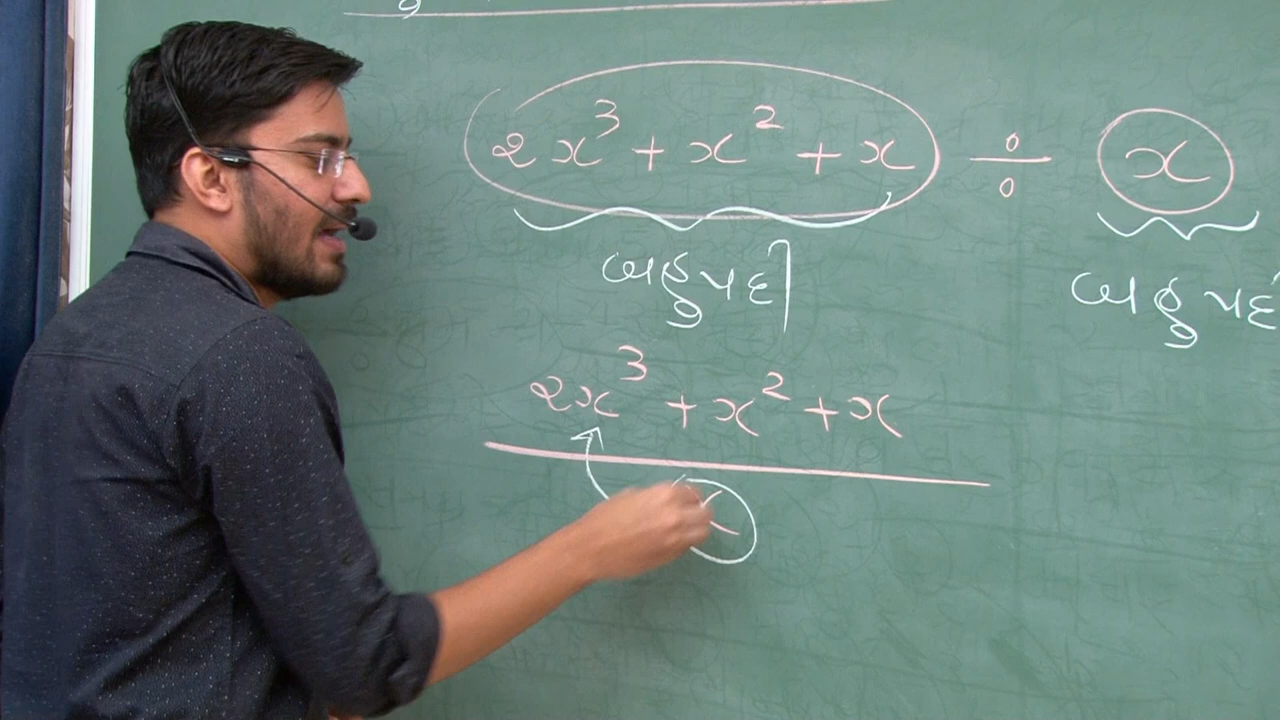 2x³ + x² + x ÷ x
બહુપદી બહુપદ
2x³ + x² + x
x